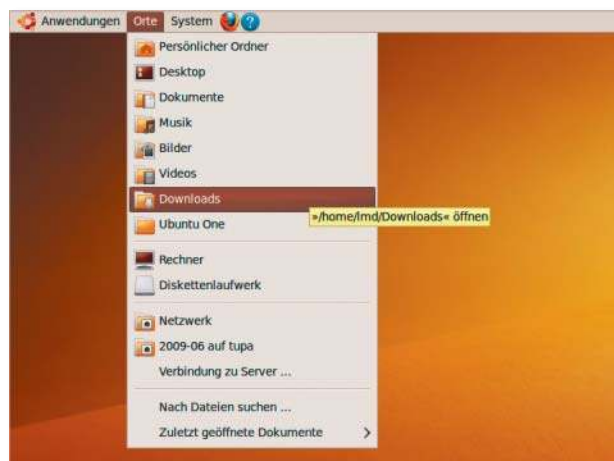 Anwendungen Orte System
Persönlicher Ordner
Desktop
Dokumente
Musik
Bilder
Videos
Downloads
»/home/lmd/Downloads« öffnen
Ubuntu One
Rechner
Diskettenlaufwerk
Netzwerk
2009-06 auf tupa
Verbindung zu Server ...
Nach Dateien suchen ...
Zuletzt geöffnete Dokumente